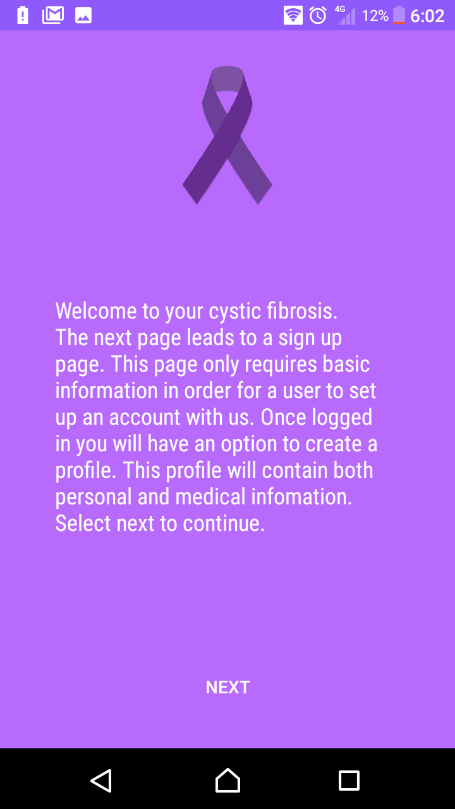 4G 12% 6:02
Welcome to your cystic fibrosis.
The next page leads to a sign up
page. This page only requires basic
information in order for a user to set
up an account with us. Once logged
in you will have an option to create a
profile. This profile will contain both
personal and medical infomation.
Select next to continue.
NEXT